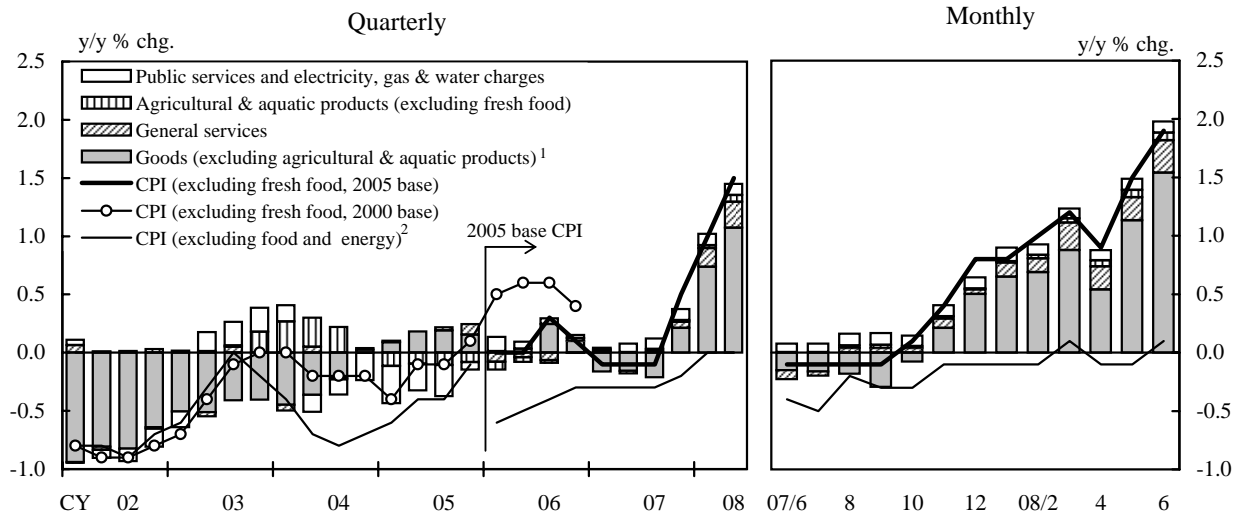 Quarterly
Monthly
y/y % chg.
y/y % chg.
2.5
2.0
1.5
1.0
0.5
0.0
-0.5
-1.0
Public services and electricity, gas & water charges
Agricultural & aquatic products (excluding fresh food)
General services
Goods (excluding agricultural & aquatic products) 1
CPI (excluding fresh food, 2005 base)
CPI (excluding fresh food, 2000 base)
CPI (excluding food and energy)2
2005 base CPI
2.5
2.0
1.5
1.0
0.5
0.0
-0.5
-1.0
CY 02 03 04 05 06 07 08
07/6 8 10 12 08/2 4 6